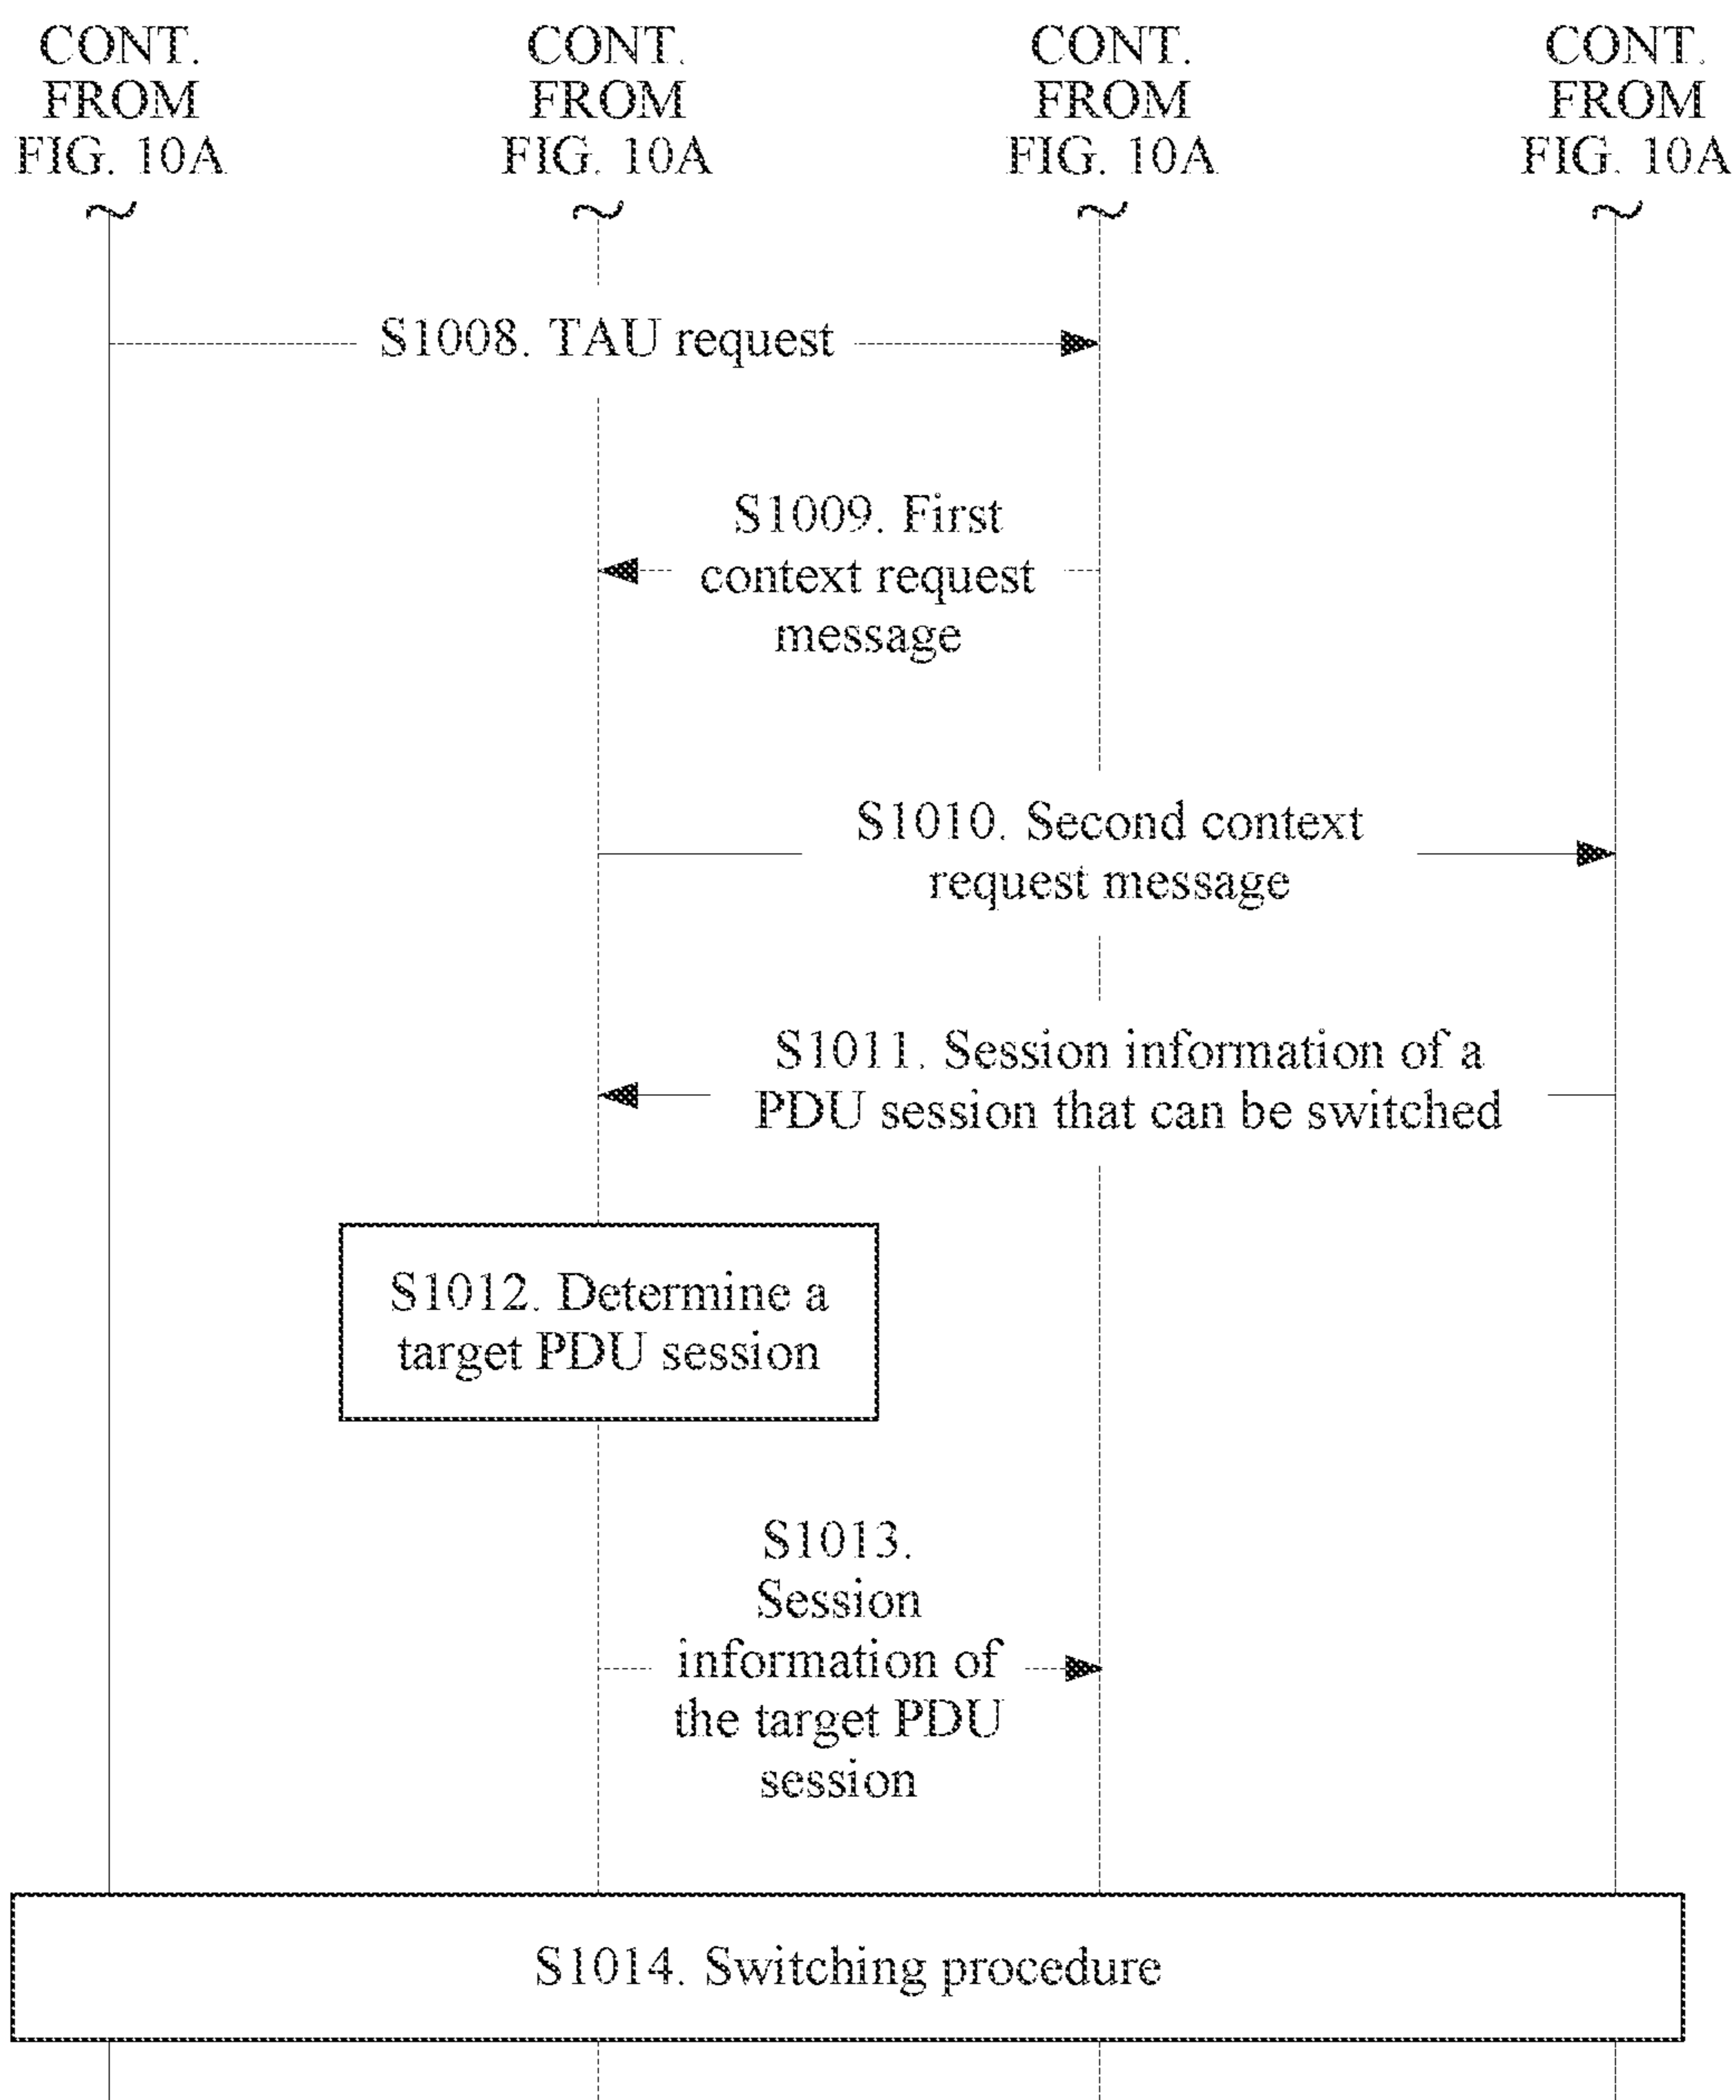 CONT.
FROM
FIG. 10A
CONT.
FROM
FIG. 10A
CONT.
FROM
FIG. 10A
CONT.
FROM
FIG. 10A
S1008. TAU request
S1009. First
context request
message
S1010. Second context
request message
S1011. Session information of a
PDU session that can be switched
S1012. Determine a
target PDU session
S1013.
Session
information of
the target PDU
session
S1014. Switching procedure